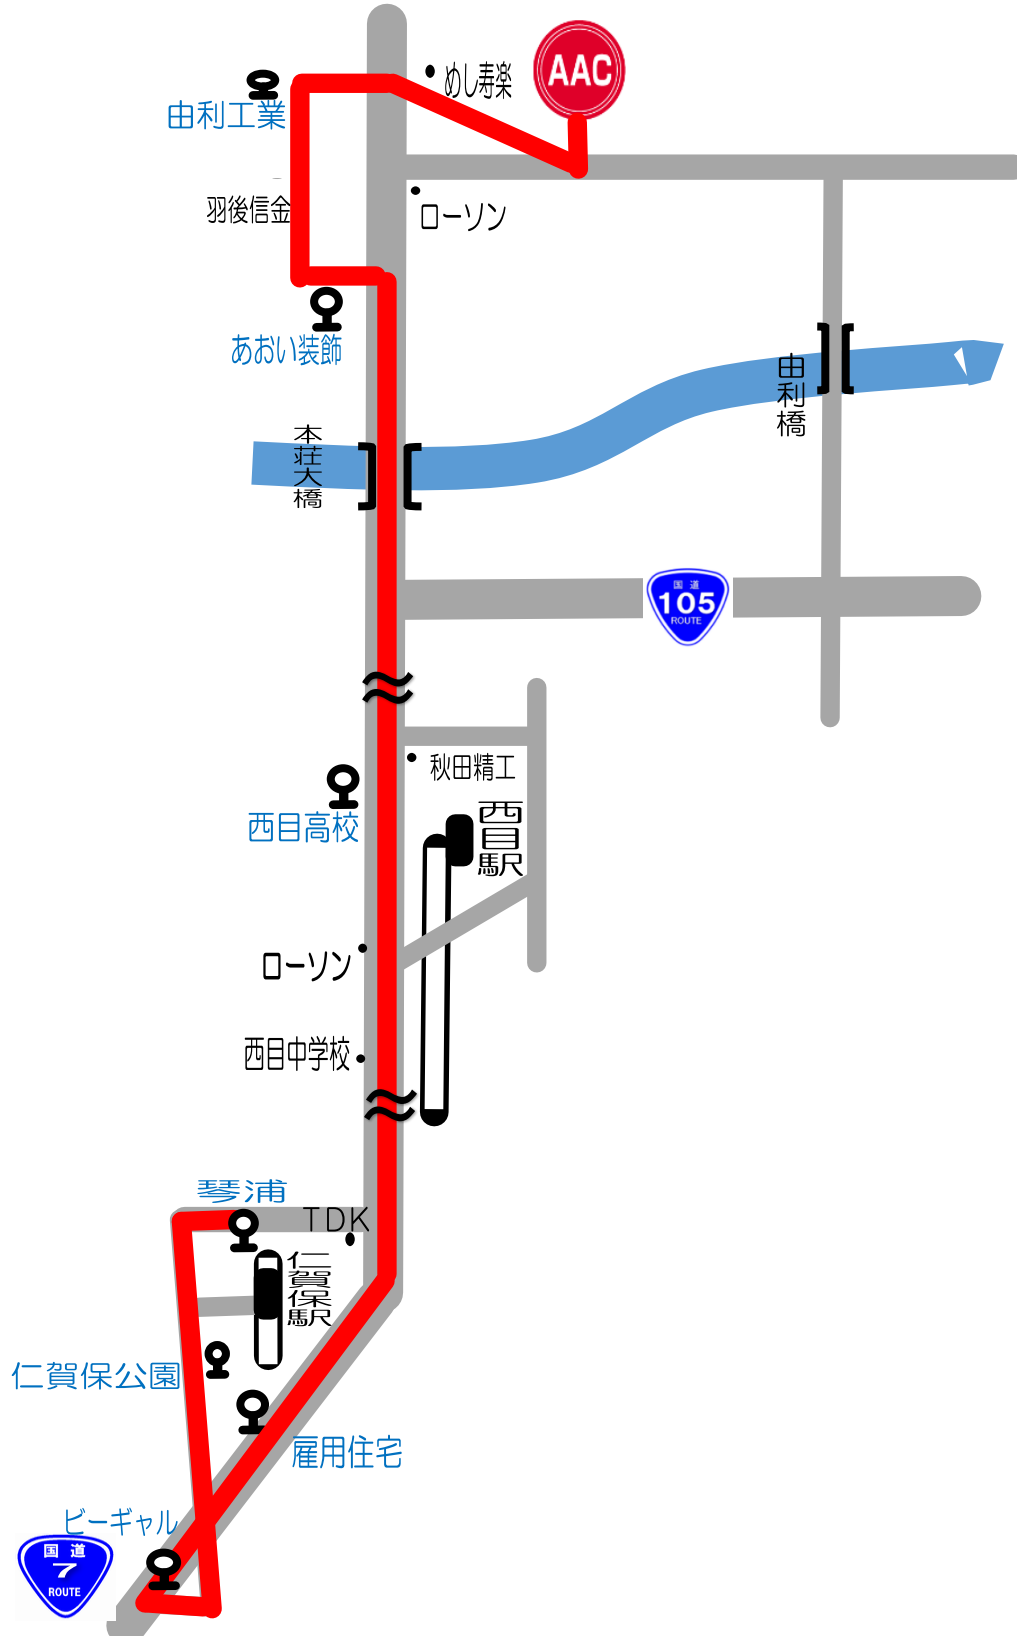 めし寿楽
AAC
由利工業
羽後信金
ローソン
あおい装飾
由利橋
本荘大橋
国道
105
ROUTE
秋田精工
西目高校
西目駅
ローソン
西目中学校
琴浦
TDK
仁賀保駅
仁賀保公園
雇用住宅
ビーギャル
国道
7
ROUTE